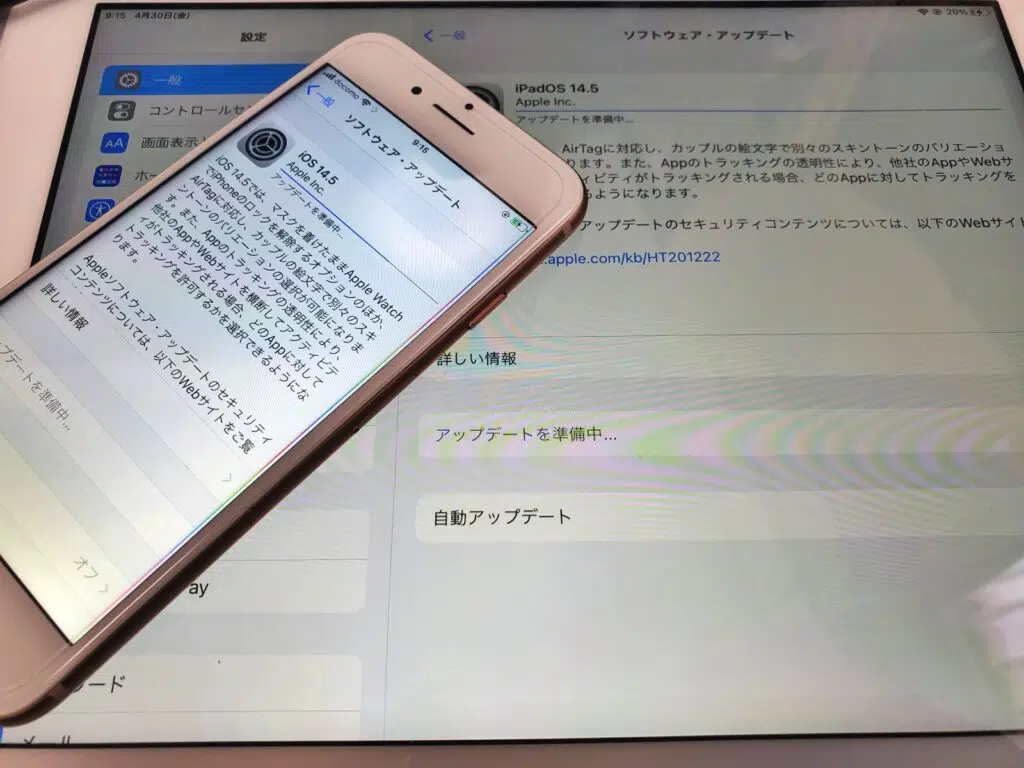 9:15 4月30日(金)
20%
設定
一般
コントロールセン
画面表示
ホー
ay
ード
メール
一般
ソフトウェア・アップデート
iPadOS 14.5
Apple Inc.
アップデートを準備中...
AirTagに対応し、カップルの絵文字で別々のスキントーンのバリエーショ
ります。また、Appのトラッキングの透明性により、他社のAppやWebサ
ィビティがトラッキングされる場合、どのAppに対してトラッキングを
るようになります。
アップデートのセキュリティコンテンツについては、以下のWebサイト
.apple.com/kb/HT201222
詳しい情報
アップデートを準備中...
自動アップデート
docomo
9:15
一般
ソフトウェア・アップデート
iOS 14.5
Apple Inc.
アップデートを準備中...
iOS 14.5では、マスクを着けたままApple Watch
でiPhoneのロックを解除するオプションのほか、
AirTagに対応し、カップルの絵文字で別々のスキ
ントーンのバリエーションの選択が可能になりま
す。また、Appのトラッキングの透明性により、
他社のAppやWebサイトを横断してアクティビテ
ィがトラッキングされる場合、どのAppに対して
トラッキングを許可するかを選択できるようにな
ります。
Appleソフトウェア・アップデートのセキュリティ
コンテンツについては、以下のWebサイトをご覧
詳しい情報
プデートを準備中...
オフ